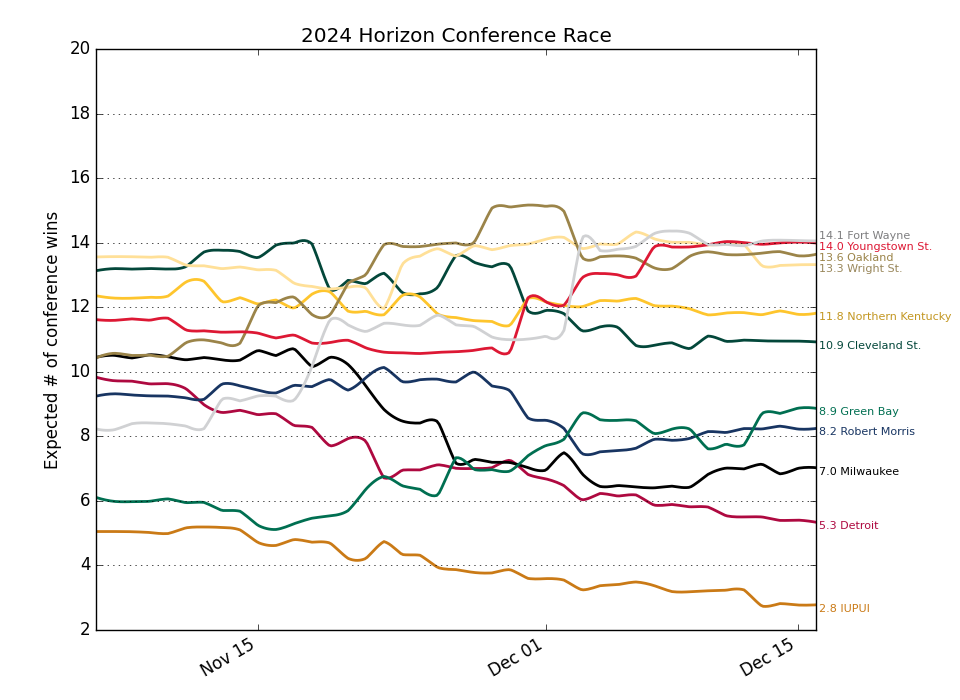 2024 Horizon Conference Race
Expected # of conference wins
20
18
16
14
12
10
8
6
4
2
Nov 15
Dec 01
Dec 15
14.1 Fort Wayne
14.0 Youngstown St.
13.6 Oakland
13.3 Wright St.
11.8 Northern Kentucky
10.9 Cleveland St.
8.9 Green Bay
8.2 Robert Morris
7.0 Milwaukee
5.3 Detroit
2.8 IUPUI